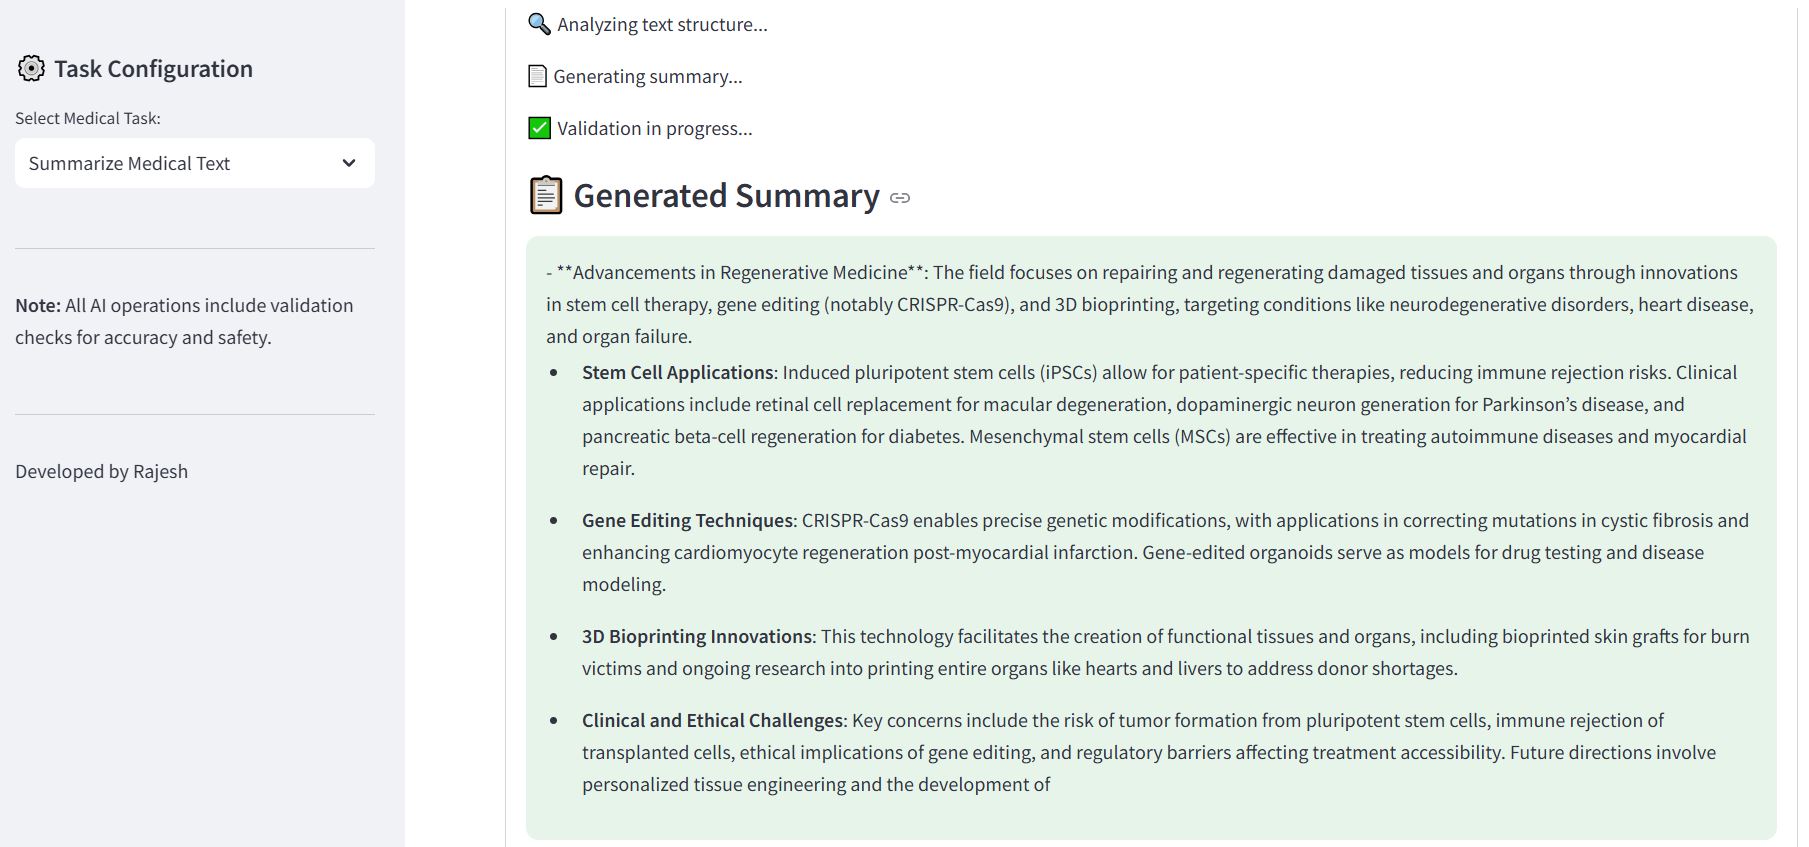 Task Configuration
Select Medical Task:
Summarize Medical Text
Note: All AI operations include validation
checks for accuracy and safety.
Developed by Rajesh
Analyzing text structure...
Generating summary...
Validation in progress...
Generated Summary
- **Advancements in Regenerative Medicine**: The field focuses on repairing and regenerating damaged tissues and organs through innovations
in stem cell therapy, gene editing (notably CRISPR-Cas9), and 3D bioprinting, targeting conditions like neurodegenerative disorders, heart disease,
and organ failure.
• Stem Cell Applications: Induced pluripotent stem cells (iPSCs) allow for patient-specific therapies, reducing immune rejection risks. Clinical
applications include retinal cell replacement for macular degeneration, dopaminergic neuron generation for Parkinson’s disease, and
pancreatic beta-cell regeneration for diabetes. Mesenchymal stem cells (MSCs) are effective in treating autoimmune diseases and myocardial
repair.
• Gene Editing Techniques: CRISPR-Cas9 enables precise genetic modifications, with applications in correcting mutations in cystic fibrosis and
enhancing cardiomyocyte regeneration post-myocardial infarction. Gene-edited organoids serve as models for drug testing and disease
modeling.
• 3D Bioprinting Innovations: This technology facilitates the creation of functional tissues and organs, including bioprinted skin grafts for burn
victims and ongoing research into printing entire organs like hearts and livers to address donor shortages.
• Clinical and Ethical Challenges: Key concerns include the risk of tumor formation from pluripotent stem cells, immune rejection of
transplanted cells, ethical implications of gene editing, and regulatory barriers affecting treatment accessibility. Future directions involve
personalized tissue engineering and the development of